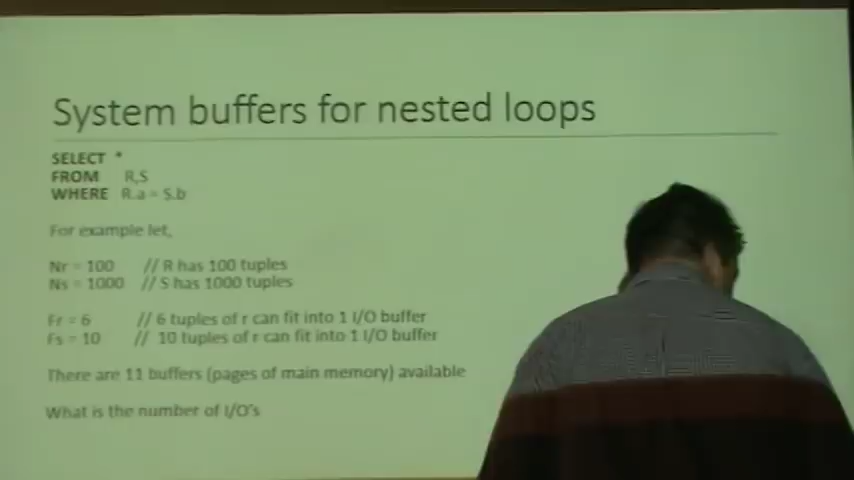 System buffers for nested loops
SELECT *
FROM R,S
WHERE R.a = S.b
For example let,
Nr = 100 // R has 100 tuples
Ns = 1000 // S has 1000 tuples
Fr = 6 // 6 tuples of r can fit into 1 I/O buffer
Fs = 10 // 10 tuples of r can fit into 1 I/O buffer
There are 11 buffers (pages of main memory) available
What is the number of I/O's